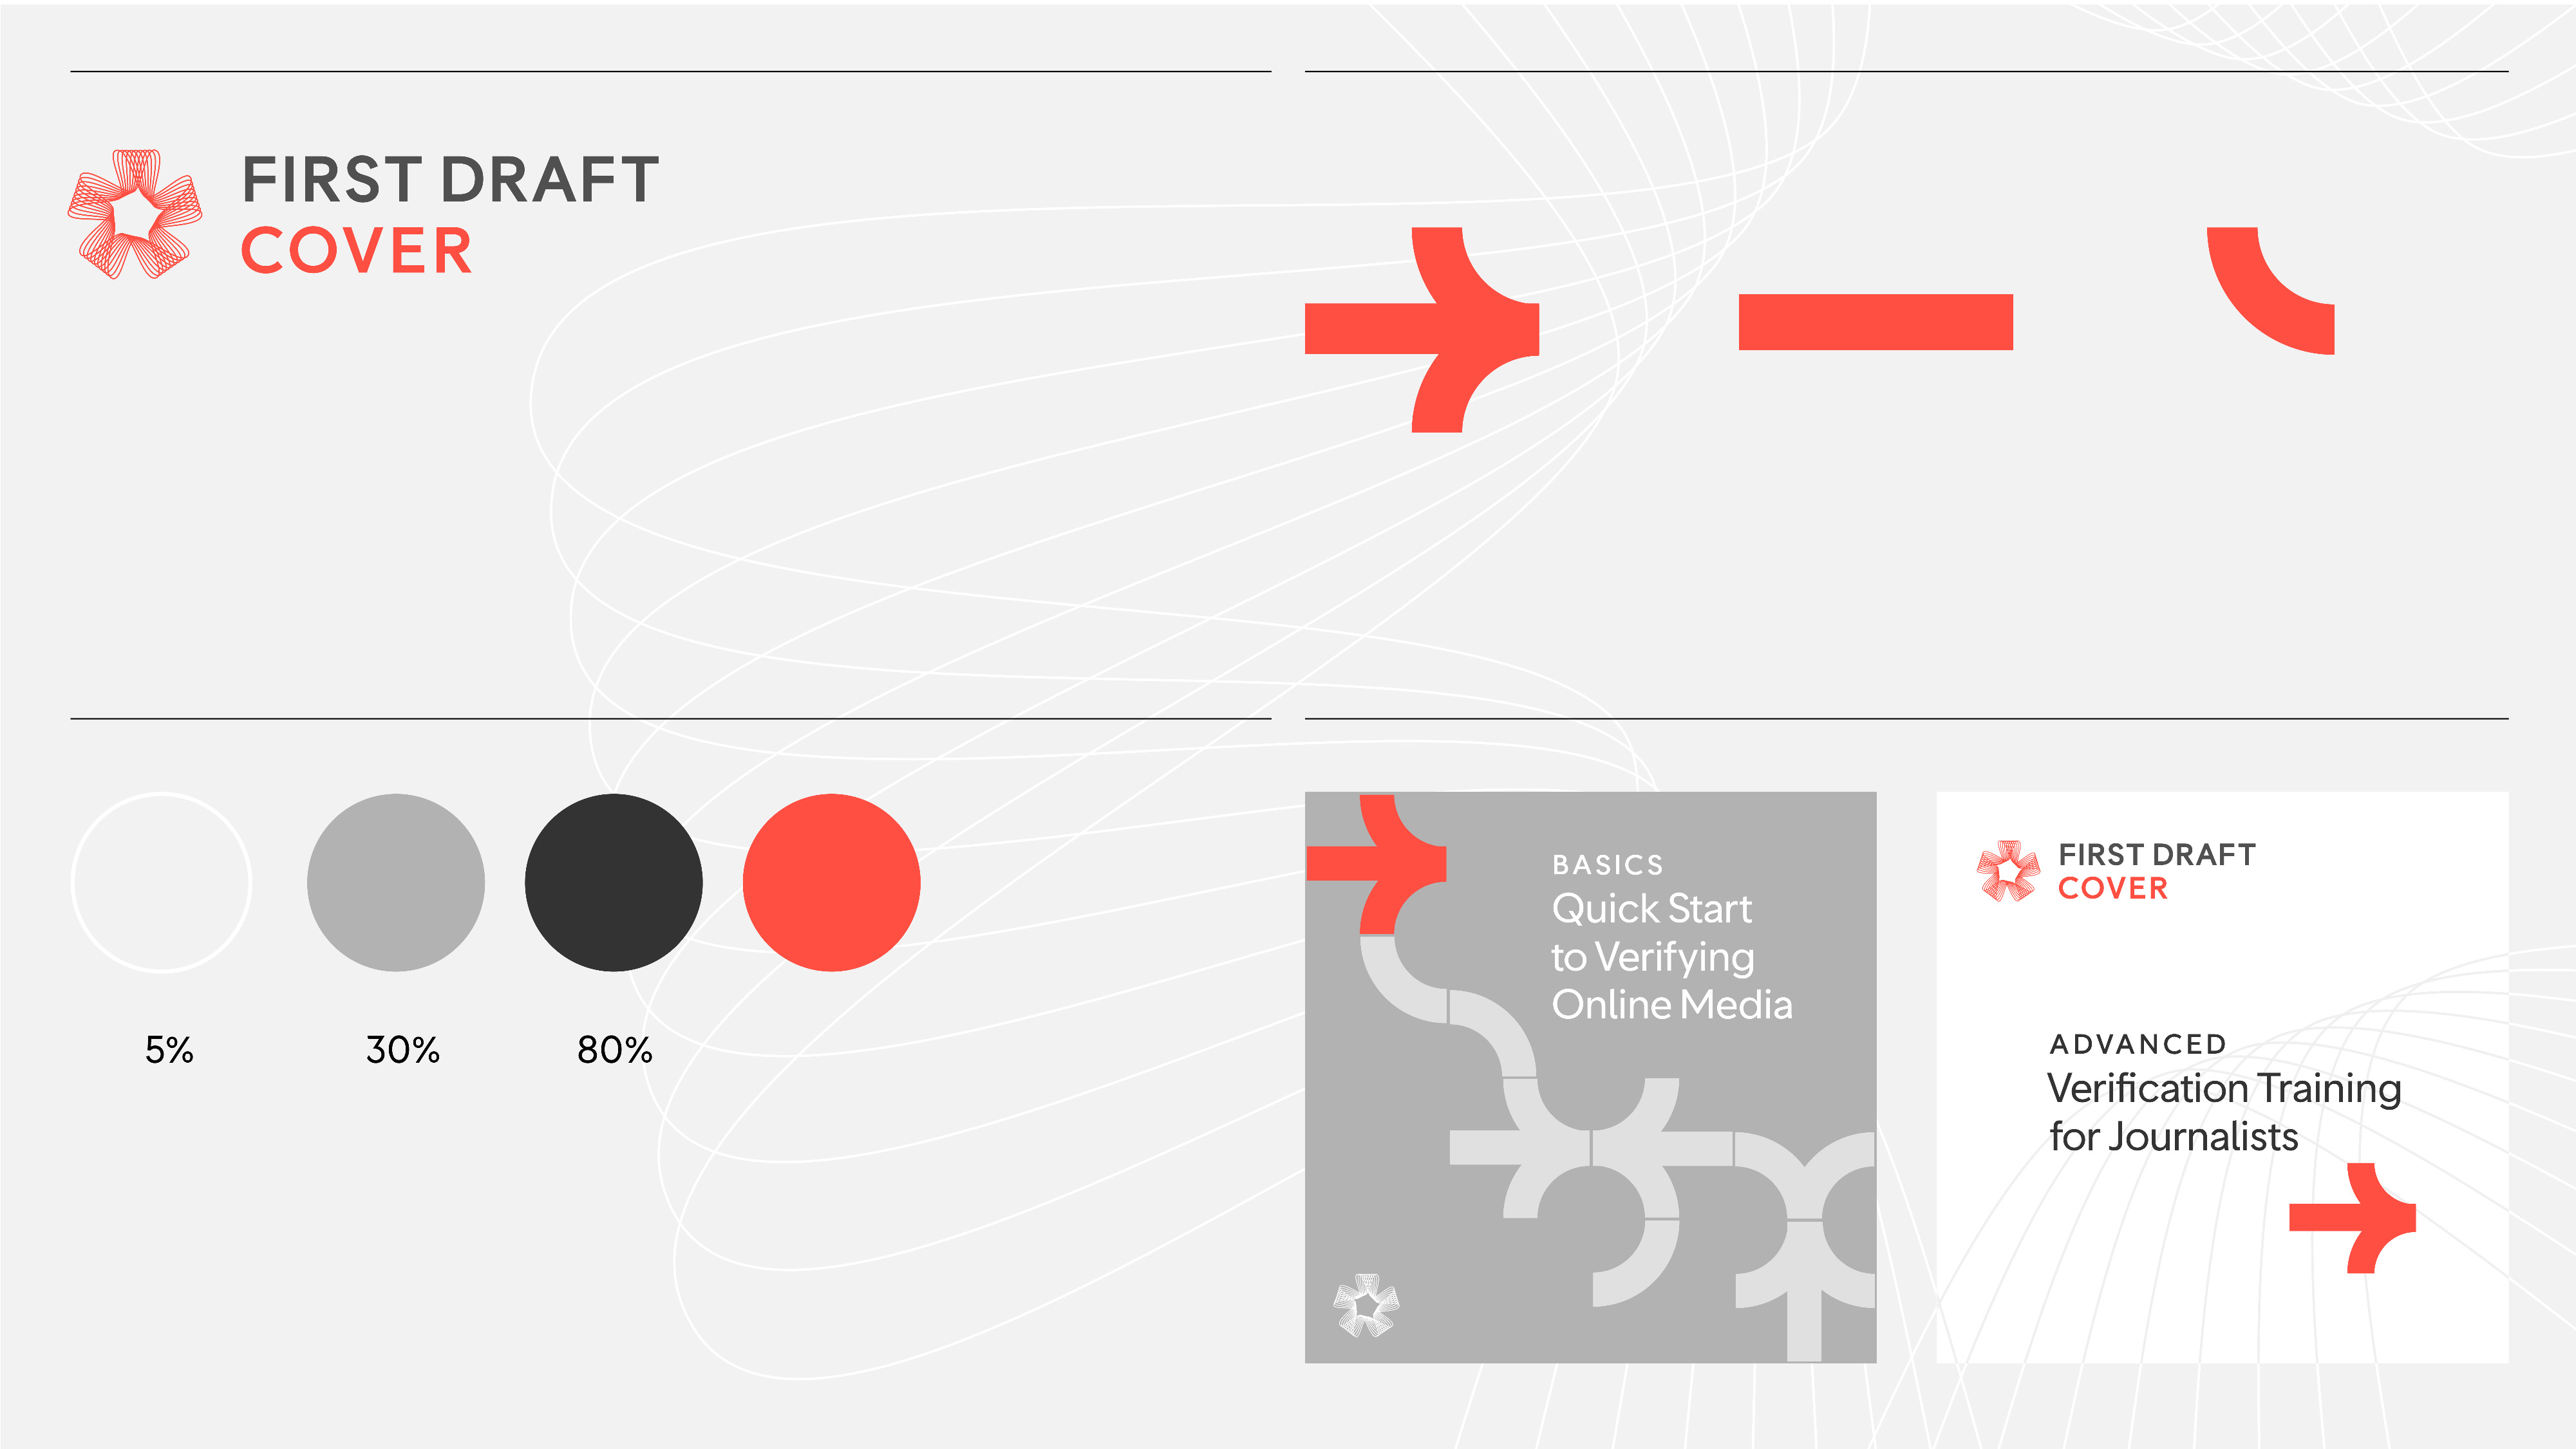 FIRST DRAFT
COVER
5%
30%
80%
BASICS
Quick Start
to Verifying
Online Media
FIRST DRAFT
COVER
ADVANCED
Verification Training
for Journalists